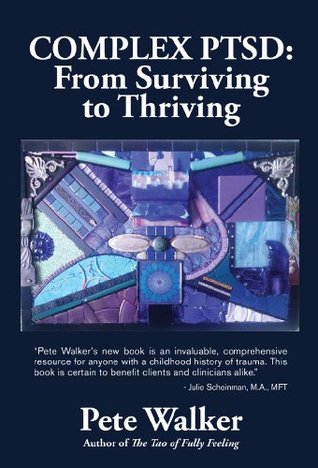 COMPLEX PTSD:
From Surviving
to Thriving
"Pete Walker's new book is an invaluable, comprehensive
resource for anyone with a childhood history of trauma. This
book is certain to benefit clients and clinicians alike."
- Julie Scheinman, M.A., MFT
Pete Walker
Author of The Tao of Fully Feeling